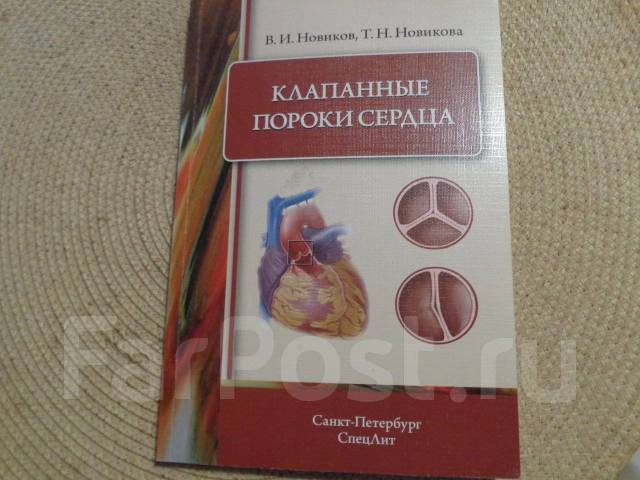 В. И. Новиков, Т. Н. Новикова
Клапанные
пороки сердца
FarPost.ru
Санкт-Петербург
СпецЛит